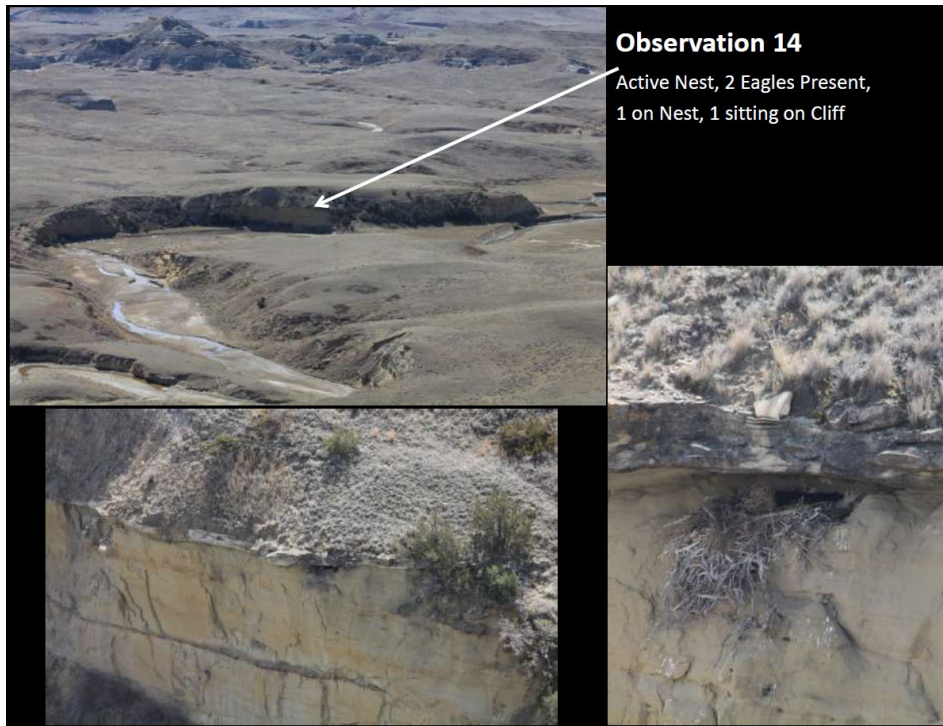 Observation 14
Active Nest, 2 Eagles Present,
1 on Nest, 1 sitting on Cliff